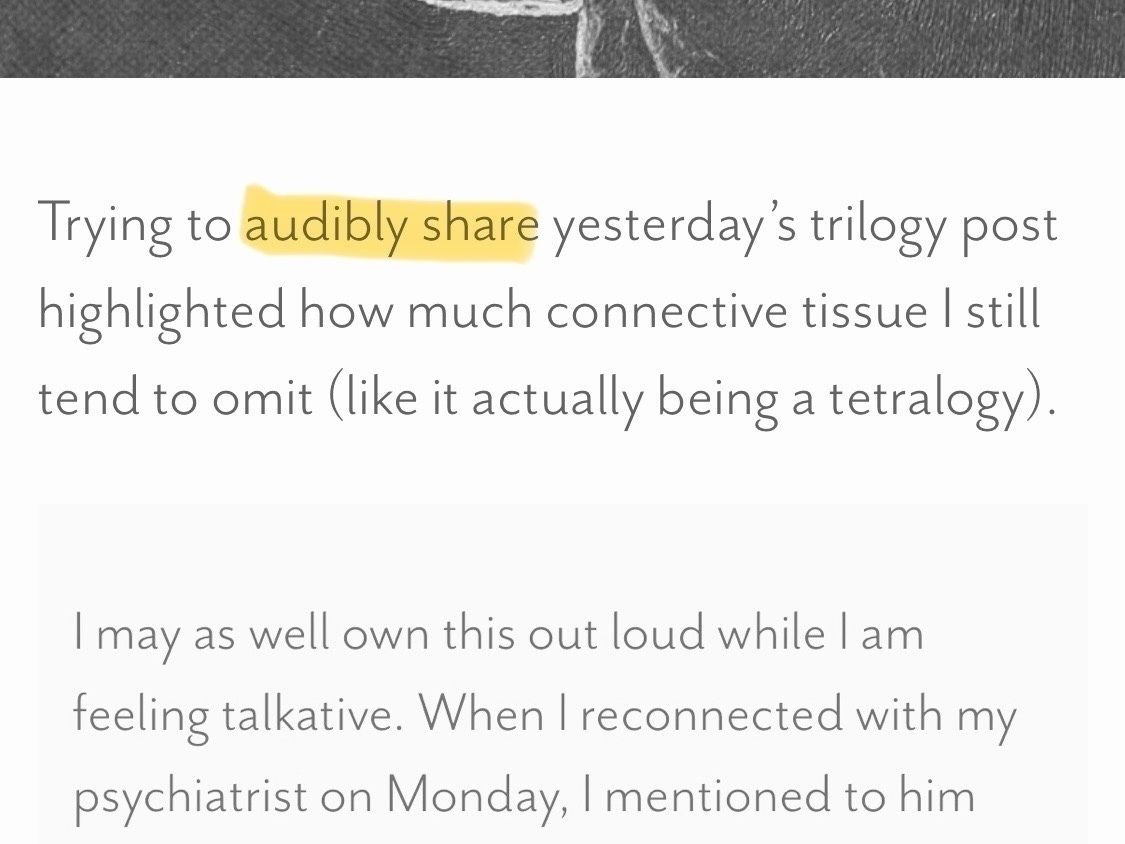 Trying to audibly share yesterday’s trilogy post
highlighted how much connective tissue I still
tend to omit (like it actually being a tetralogy).
I may as well own this out loud while I am
feeling talkative. When I reconnected with my
psychiatrist on Monday, I mentioned to him